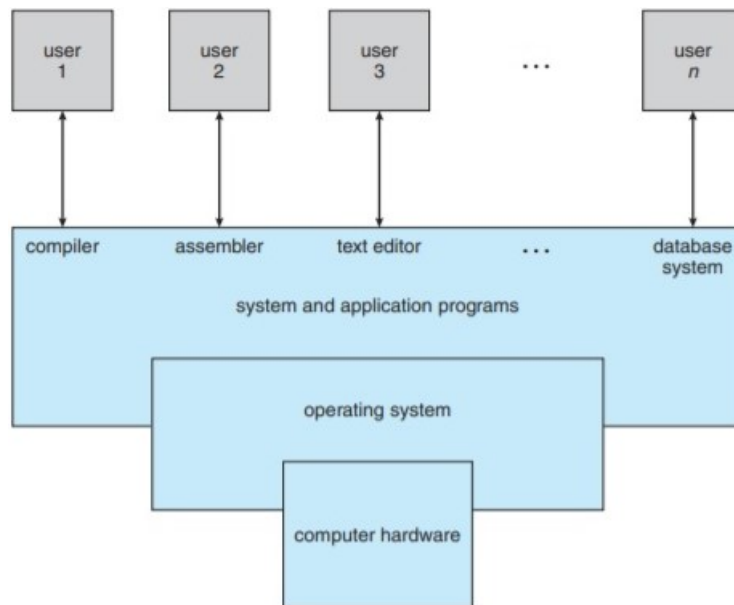 user
1
user
2
user
3
...
user
n
compiler
assembler
text editor
...
database
system
system and application programs
operating system
computer hardware